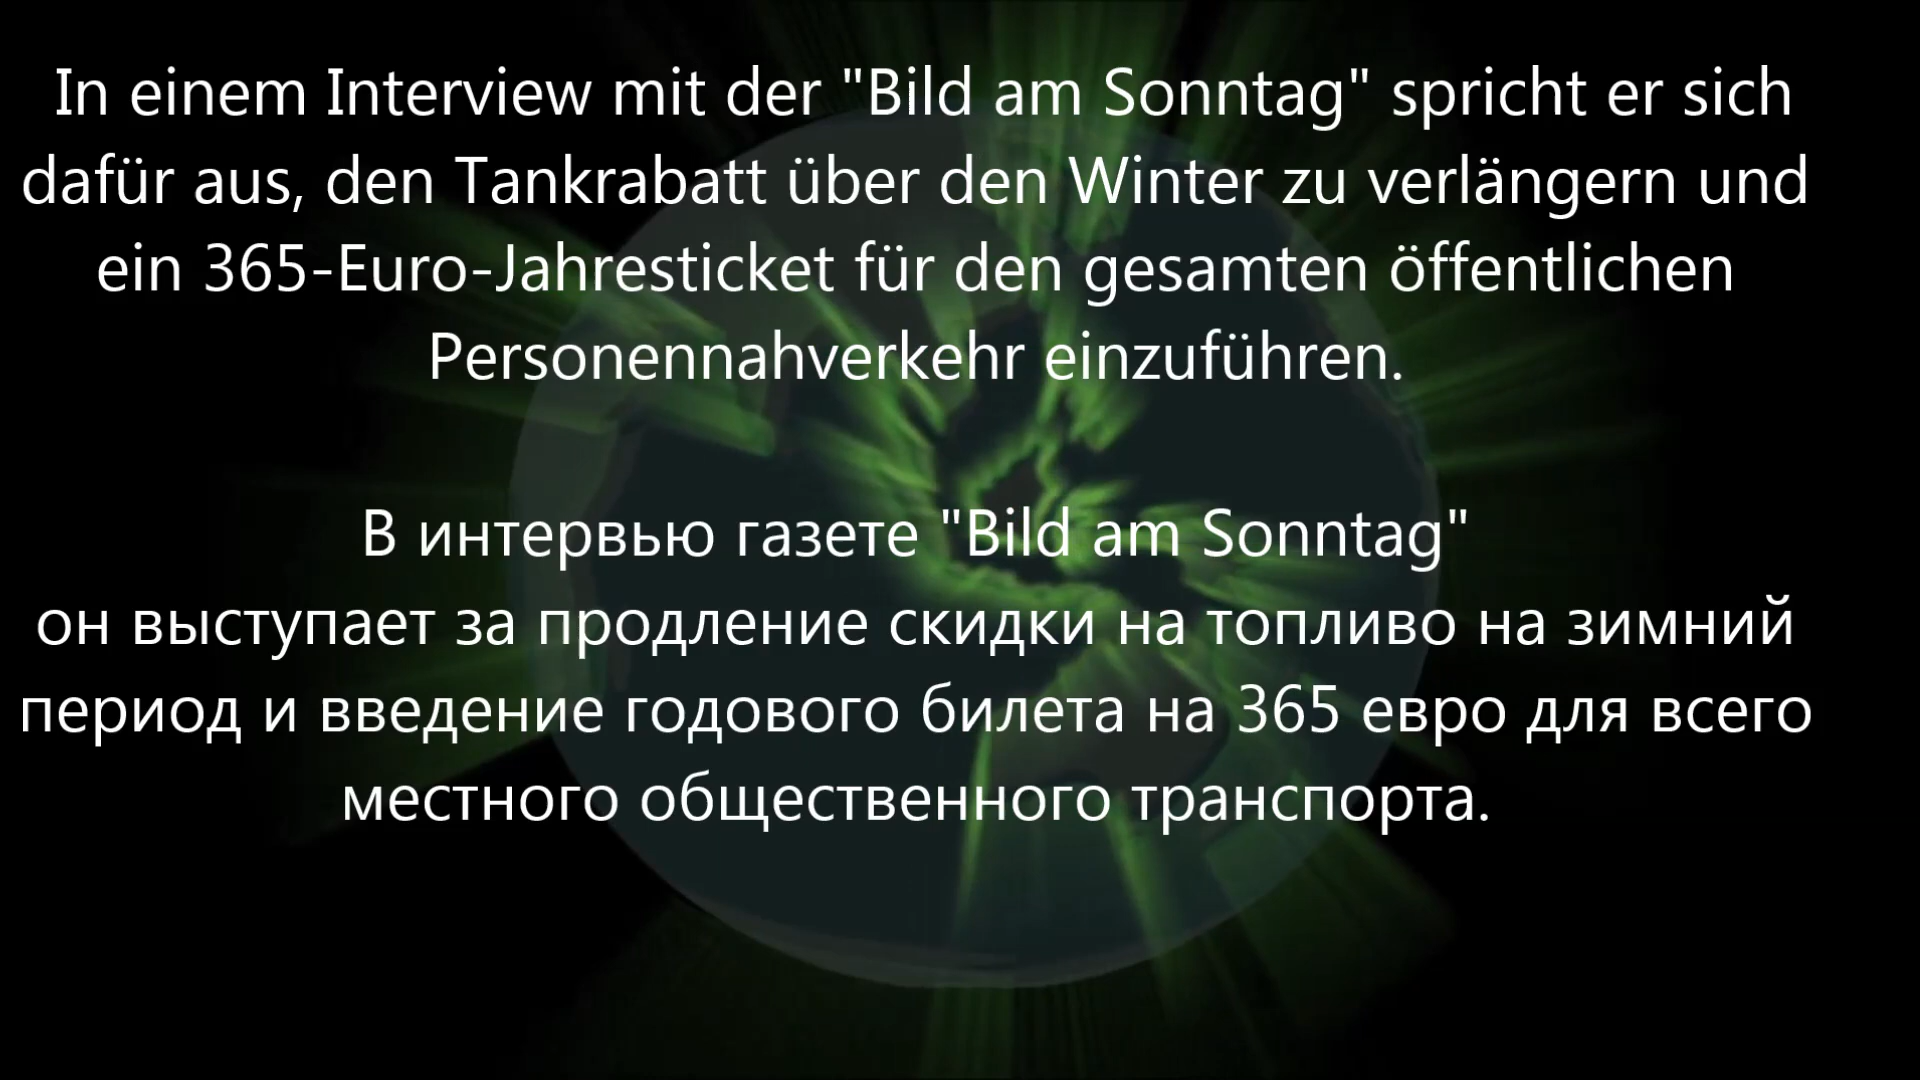 In einem Interview mit der "Bild am Sonntag" spricht er sich
dafür aus, den Tankrabatt über den Winter zu verlängern und
ein 365-Euro-Jahresticket für den gesamten öffentlichen
Personennahverkehr einzuführen.
В интервью газете "Bild am Sonntag"
он выступает за продление скидки на топливо на зимний
период и введение годового билета на 365 евро для всего
местного общественного транспорта.